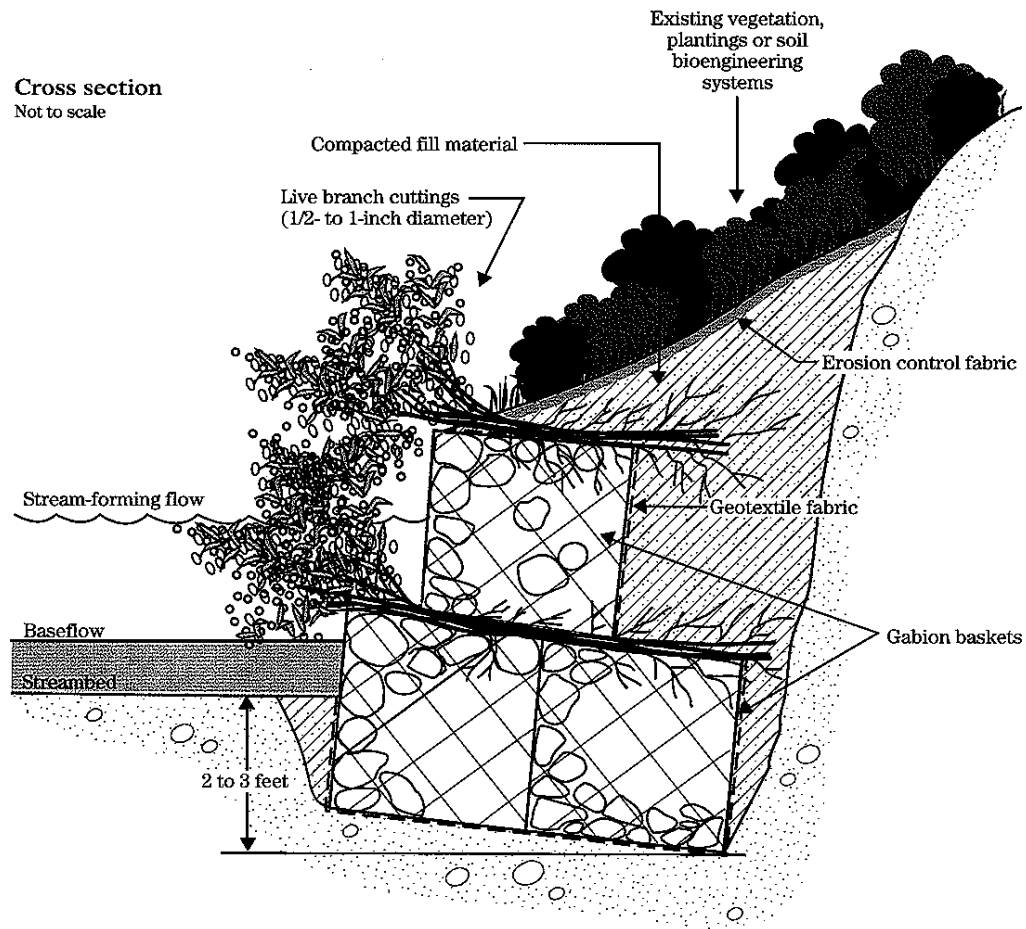 Existing vegetation,
plantings or soil
bioengineering
systems
Cross section
Not to scale
Compacted fill material
Live branch cuttings
(1/2- to 1-inch diameter)
Erosion control fabric
Stream-forming flow
Geotextile fabric
Baseflow
Gabion baskets
Streambed
2 to 3 feet